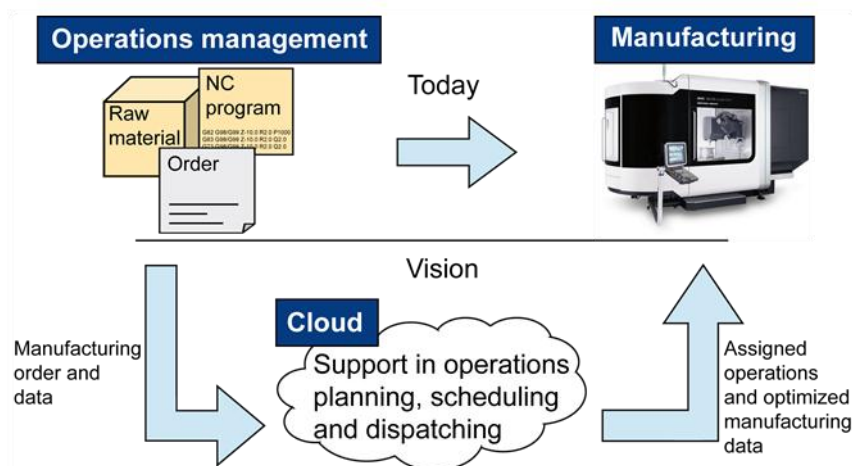 Operations management
Manufacturing
Raw
material
NC
program
Order
Today
Vision
Cloud
Support in operations
planning, scheduling
and dispatching
Manufacturing
order and
data
Assigned
operations
and optimized
manufacturing
data